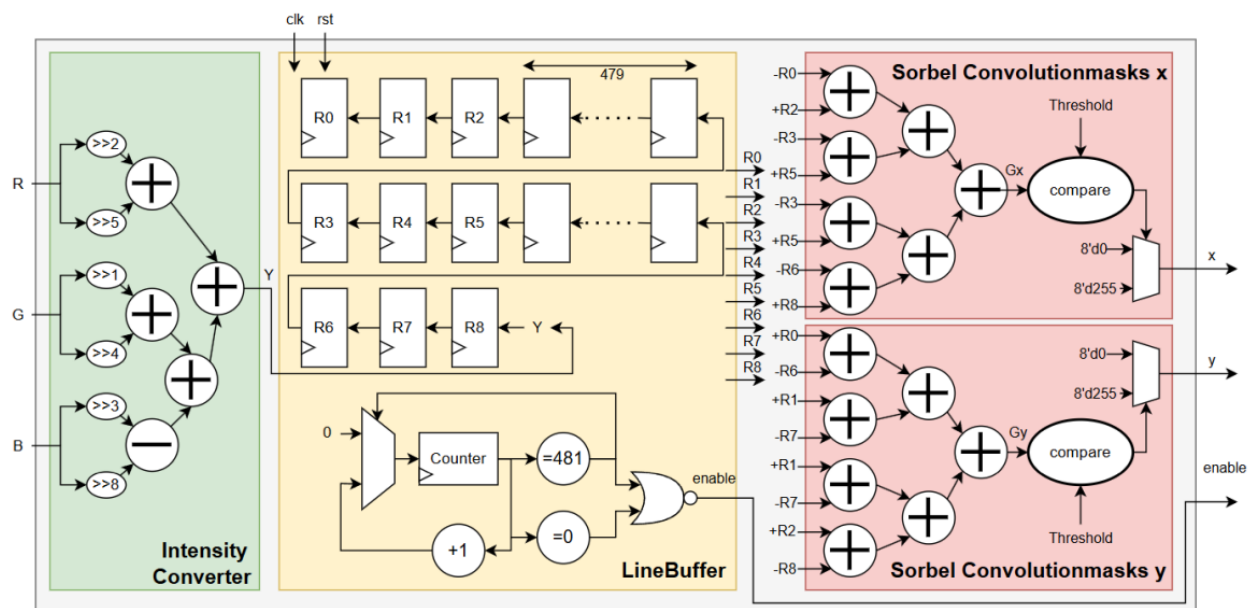 clk
rst
R
>>2
>>5
G
>>1
>>4
B
>>3
>>8
Y
Intensity
Converter
479
R0
R1
R2
R3
R4
R5
R6
R7
R8
Y
0
Counter
=481
+1
=0
enable
LineBuffer
R0
R1
R2
R3
R4
R5
R6
R7
R8
Sorbel Convolutionmasks x
-R0
+R2
-R3
+R5
-R3
+R5
-R6
+R8
Gx
Threshold
compare
8'd0
8'd255
x
+R0
-R6
+R1
-R7
+R1
-R7
+R2
-R8
Gy
8'd0
8'd255
compare
Threshold
y
enable
Sorbel Convolutionmasks y